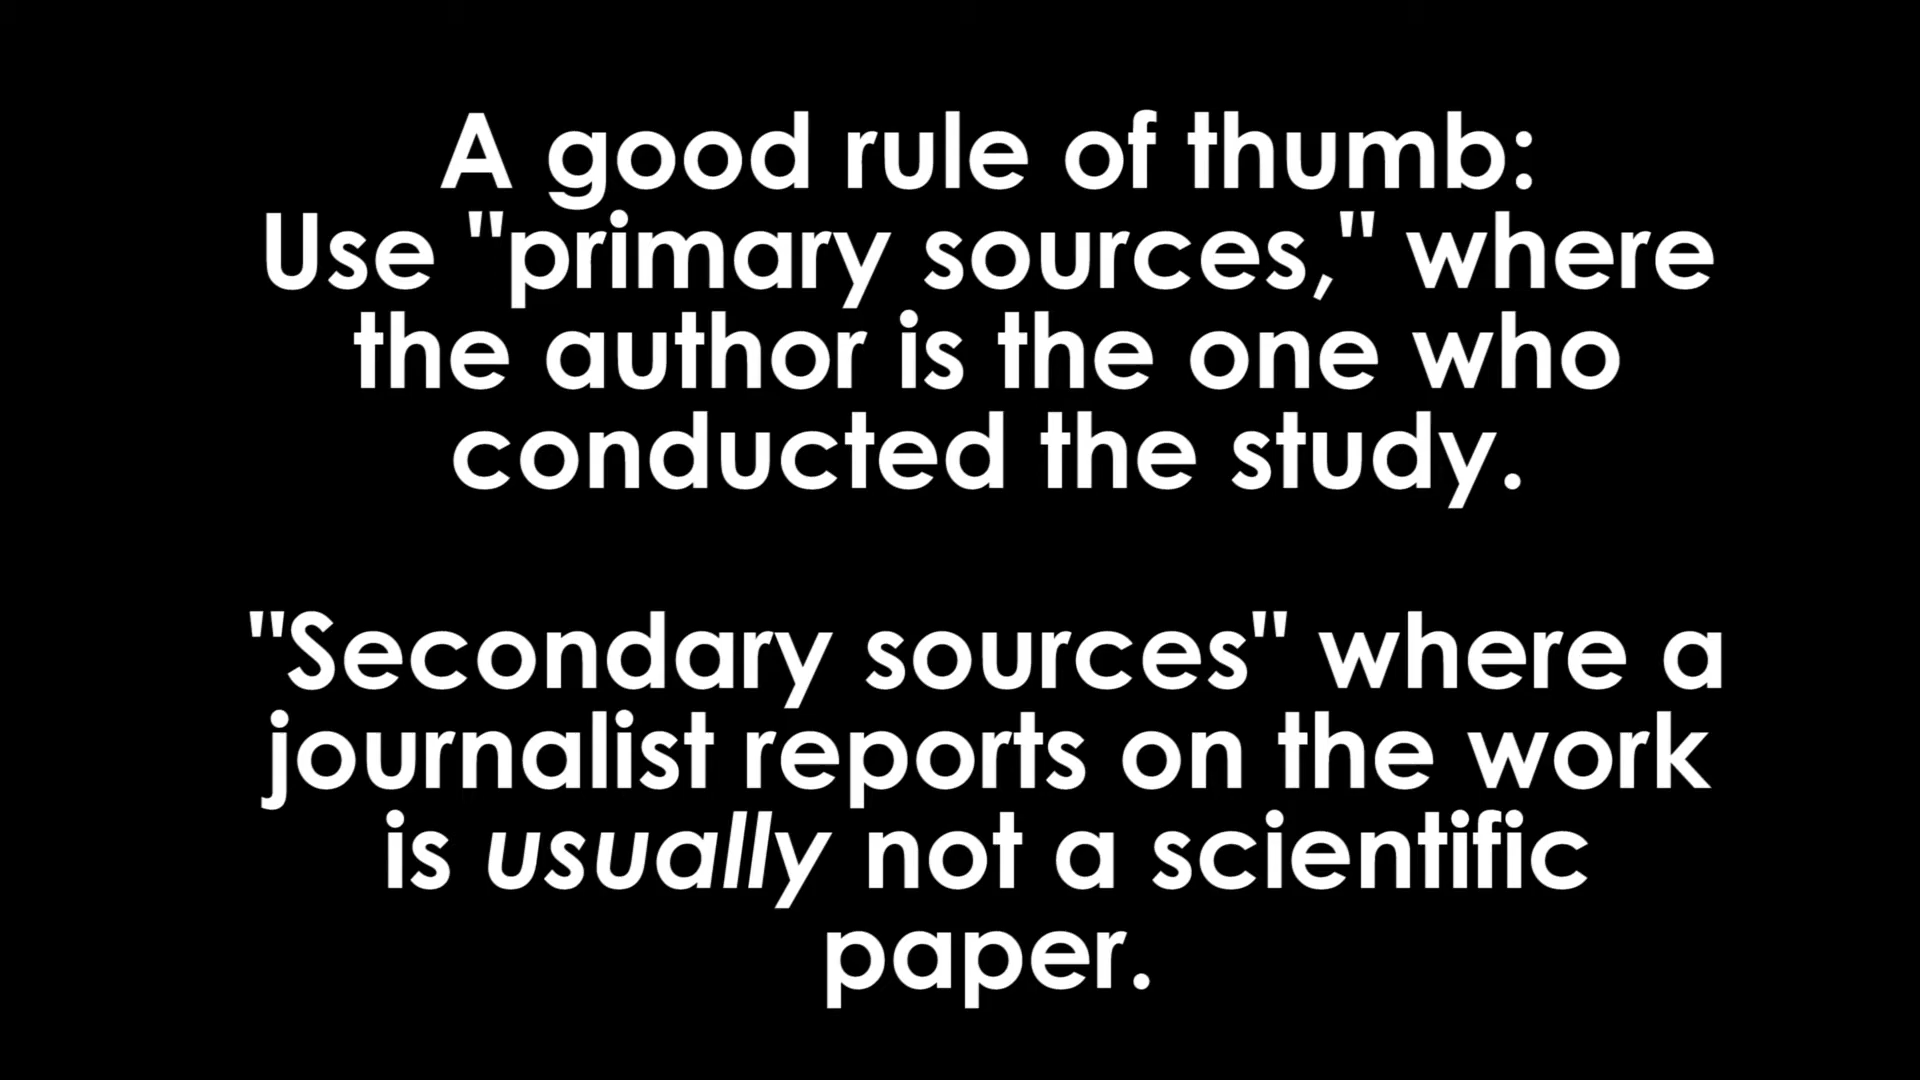 A good rule of thumb:
Use "primary sources," where
the author is the one who
conducted the study.
"Secondary sources" where a
journalist reports on the work
is usually not a scientific
paper.